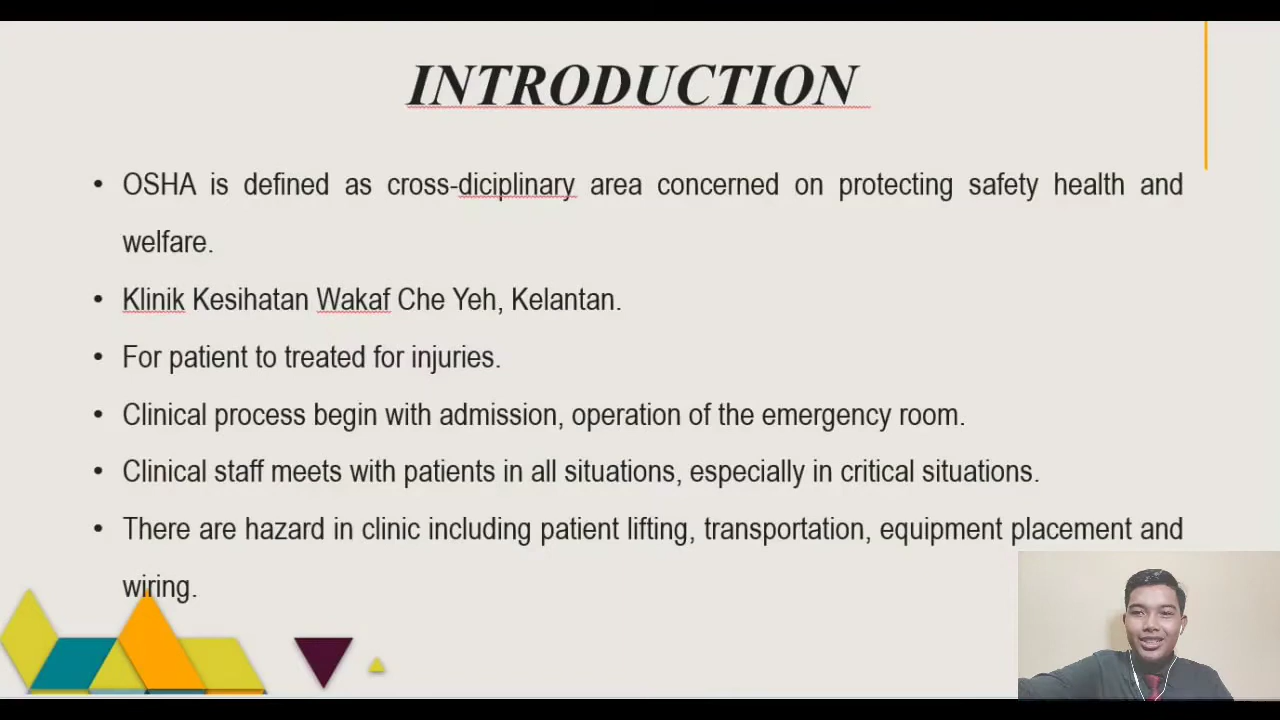 INTRODUCTION
• OSHA is defined as cross-diciplinary area concerned on protecting safety health and
welfare.
• Klinik Kesihatan Wakaf Che Yeh, Kelantan.
• For patient to treated for injuries.
• Clinical process begin with admission, operation of the emergency room.
• Clinical staff meets with patients in all situations, especially in critical situations.
• There are hazard in clinic including patient lifting, transportation, equipment placement and
wiring.